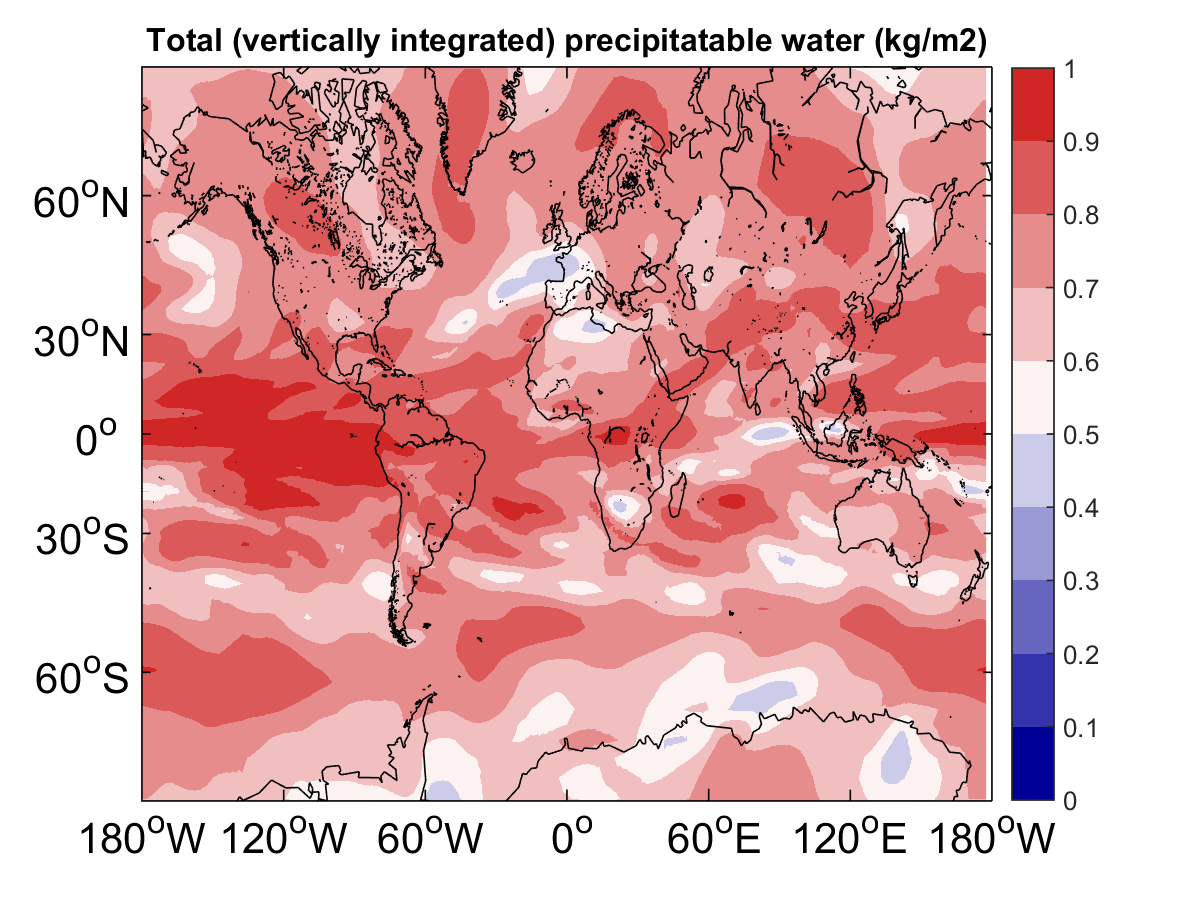 Total (vertically integrated) precipitatable water (kg/m2)
1
0.9
0.8
0.7
0.6
0.5
0.4
0.3
0.2
0.1
0
60°N
30°N
0°
30°S
60°S
180°W 120°W 60°W 0° 60°E 120°E 180°W